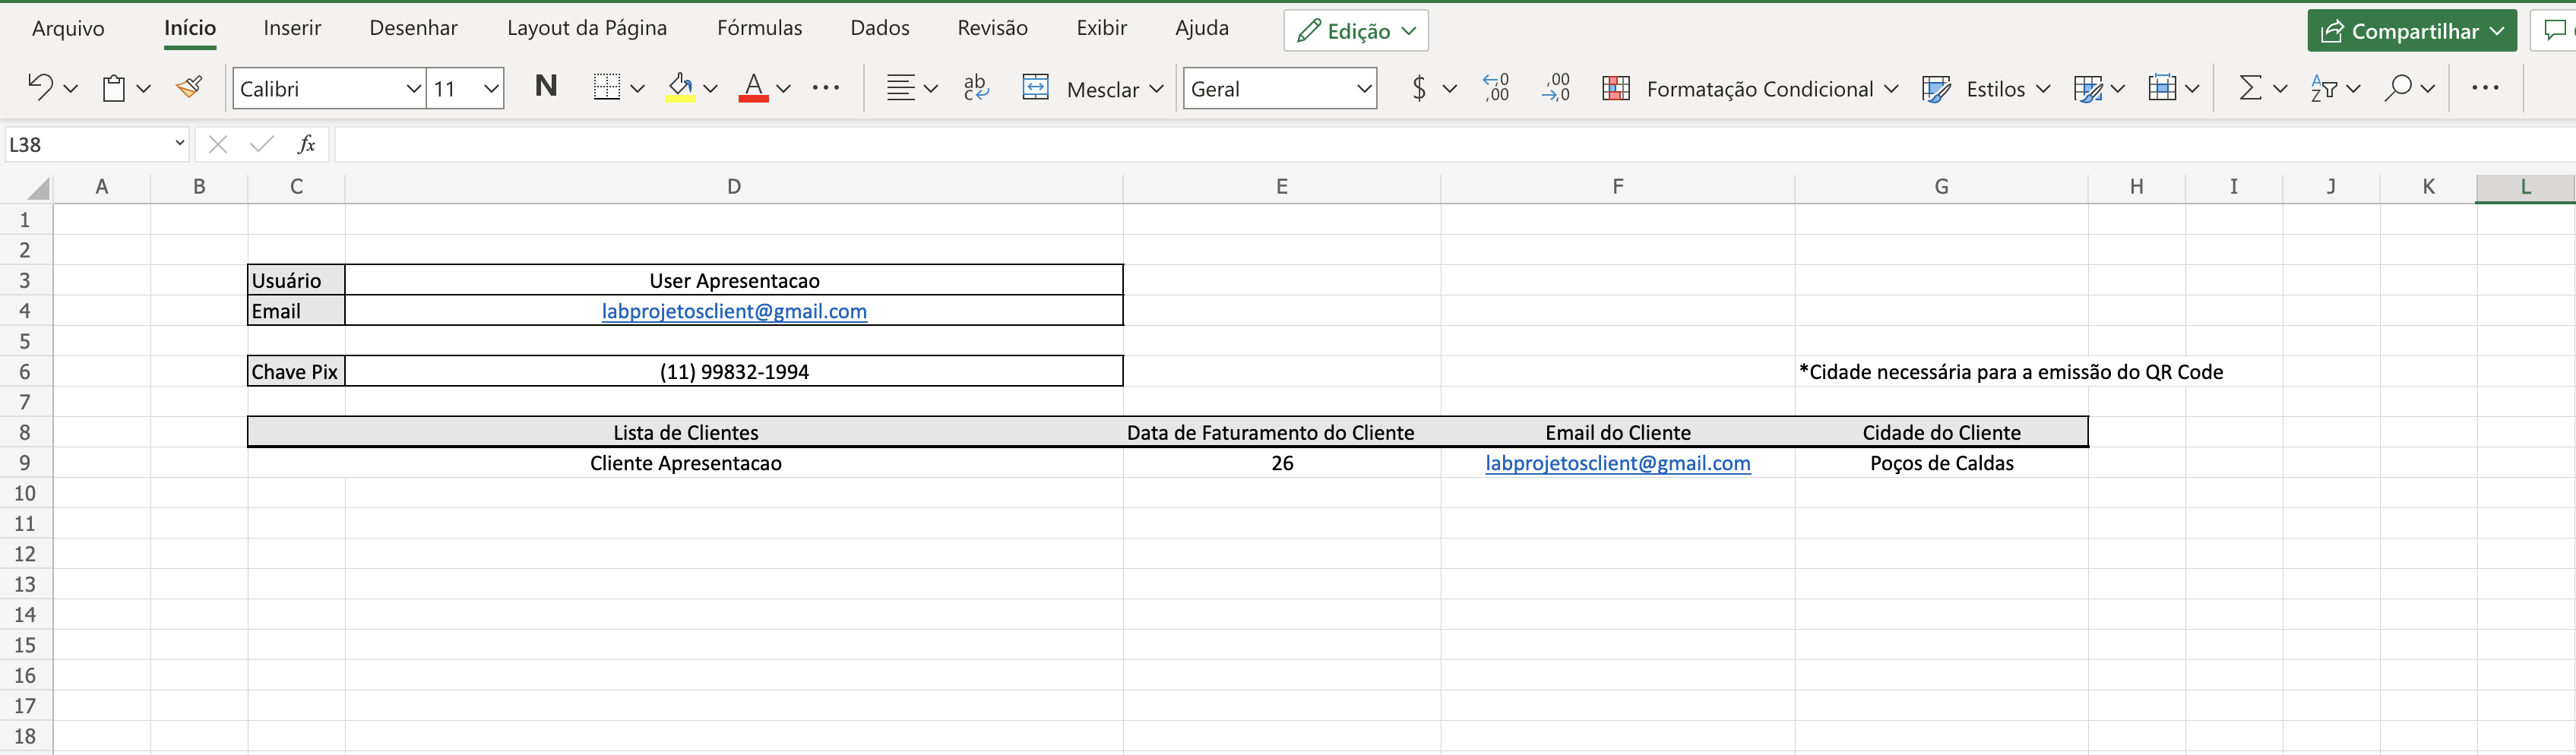 Arquivo Início Inserir Desenhar Layout da Página Fórmulas Dados Revisão Exibir Ajuda Edição Compartilhar
Calibri 11 N A ab c Mesclar Geral $ ,00 ,00 Formatação Condicional Estilos Σ AZ
L38 fx
A B C D E F G H I J K L
1
2
3 Usuário User Apresentacao
4 Email labprojetosclient@gmail.com
5
6 Chave Pix (11) 99832-1994 *Cidade necessária para a emissão do QR Code
7
8 Lista de Clientes Data de Faturamento do Cliente Email do Cliente Cidade do Cliente
9 Cliente Apresentacao 26 labprojetosclient@gmail.com Poços de Caldas
10
11
12
13
14
15
16
17
18